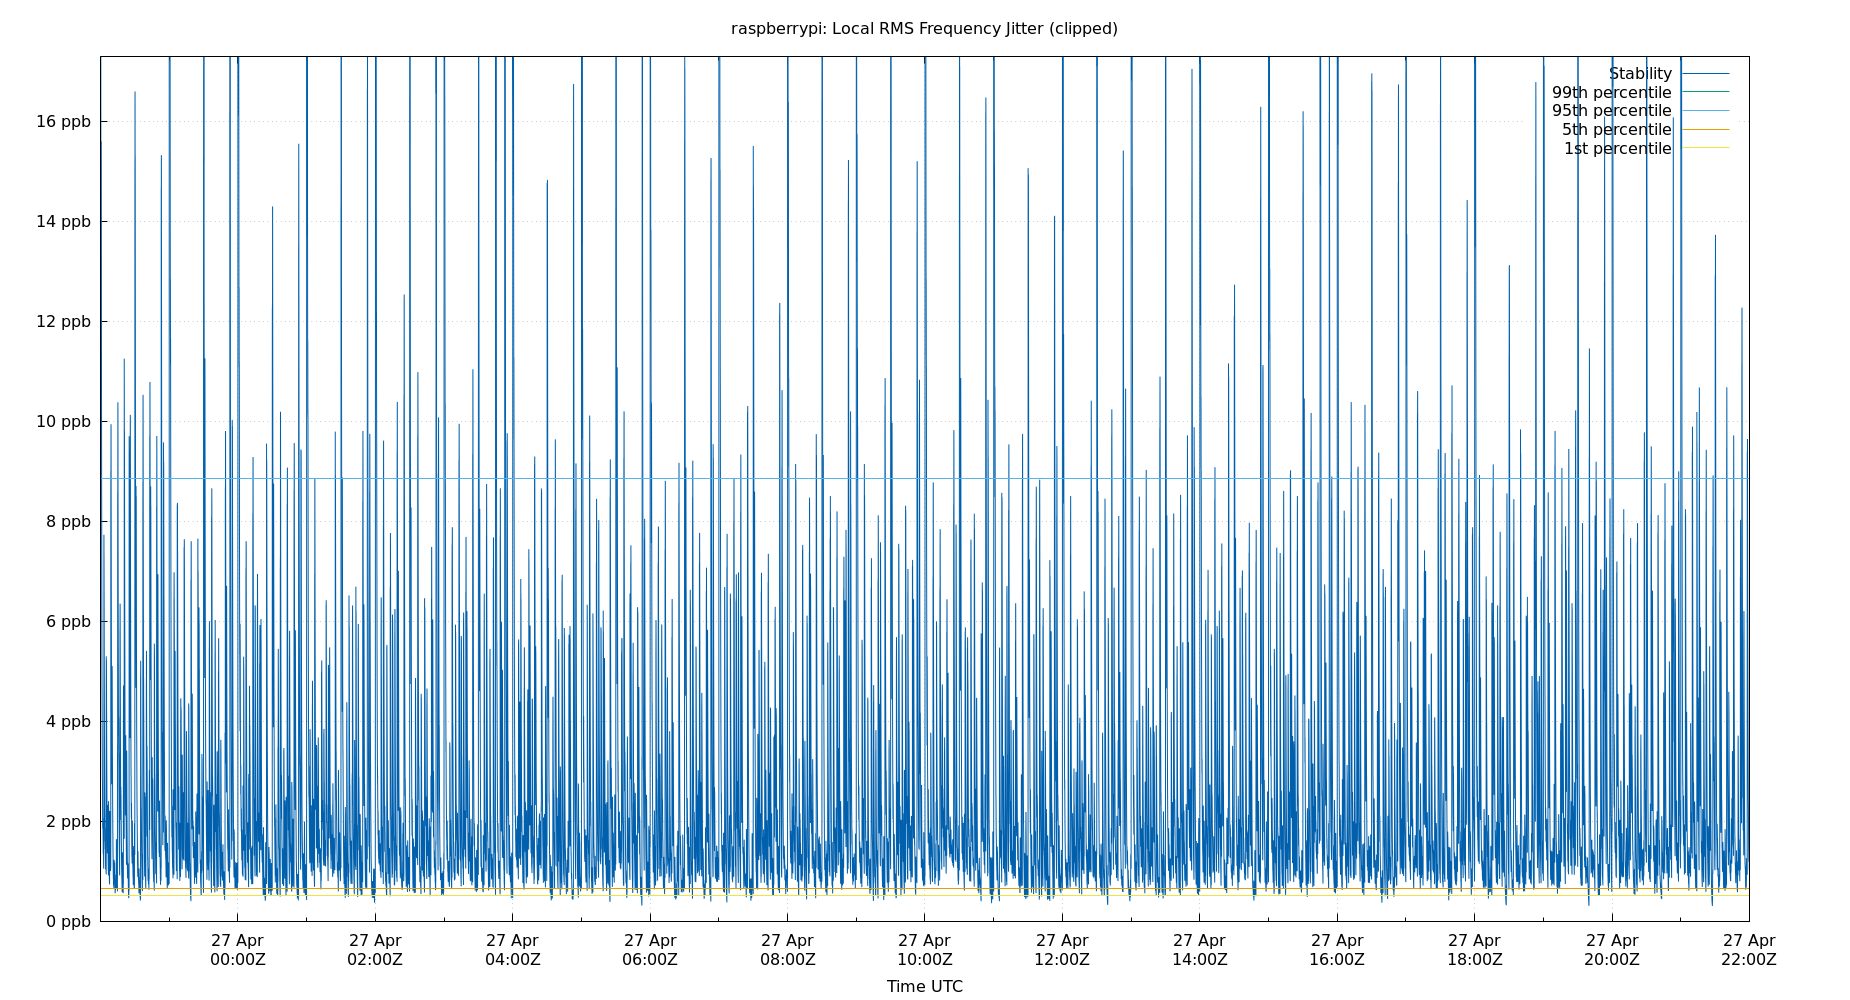 raspberrypi: Local RMS Frequency Jitter (clipped)
Stability
99th percentile
95th percentile
5th percentile
1st percentile
16 ppb
14 ppb
12 ppb
10 ppb
8 ppb
6 ppb
4 ppb
2 ppb
0 ppb
27 Apr 27 Apr 27 Apr 27 Apr 27 Apr 27 Apr 27 Apr 27 Apr 27 Apr 27 Apr 27 Apr 27 Apr
00:00Z 02:00Z 04:00Z 06:00Z 08:00Z 10:00Z 12:00Z 14:00Z 16:00Z 18:00Z 20:00Z 22:00Z
Time UTC